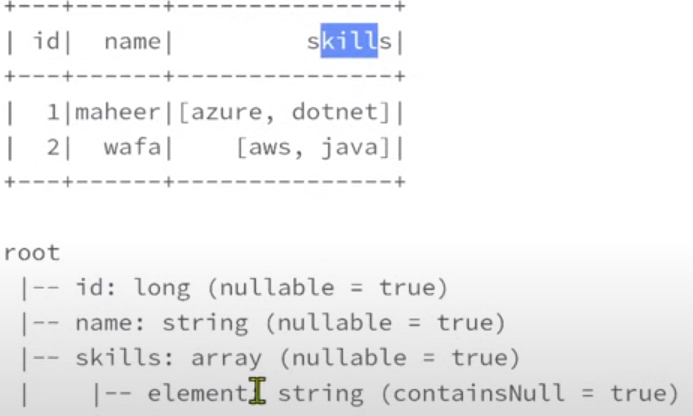 +---+------+---------------+
| id|  name|         skills|
+---+------+---------------+
|  1|maheer|[azure, dotnet]|
|  2|  wafa|    [aws, java]|
+---+------+---------------+
root
 |-- id: long (nullable = true)
 |-- name: string (nullable = true)
 |-- skills: array (nullable = true)
 |    |-- element: string (containsNull = true)